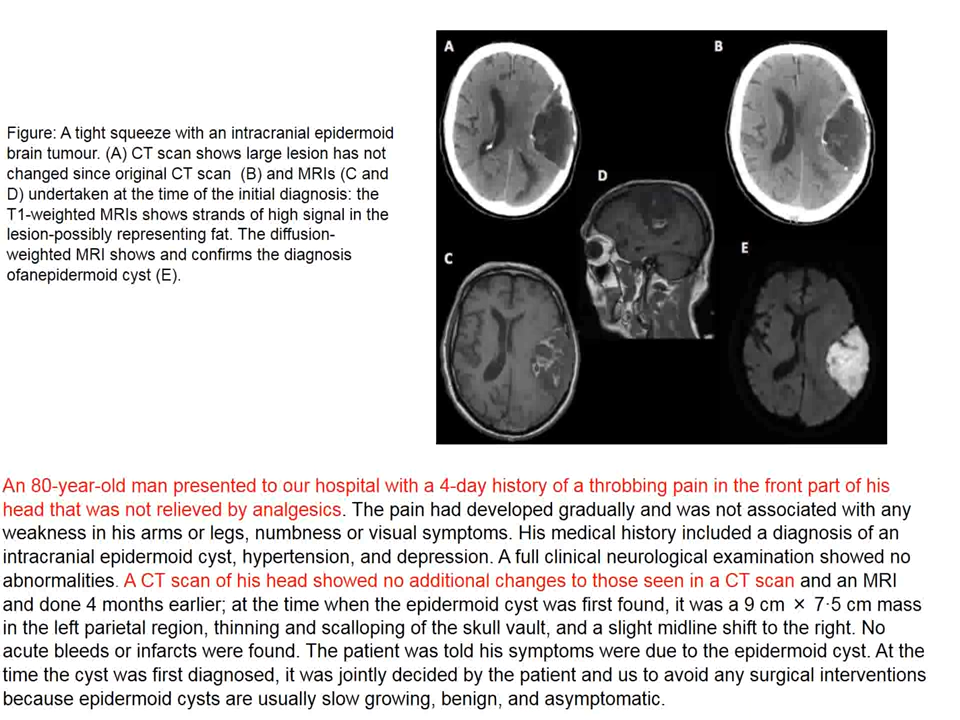 Figure: A tight squeeze with an intracranial epidermoid
brain tumour. (A) CT scan shows large lesion has not
changed since original CT scan (B) and MRIs (C and
D) undertaken at the time of the initial diagnosis: the
T1-weighted MRIs shows strands of high signal in the
lesion-possibly representing fat. The diffusion-
weighted MRI shows and confirms the diagnosis
ofanepidermoid cyst (E).
A
B
D
C
E
An 80-year-old man presented to our hospital with a 4-day history of a throbbing pain in the front part of his
head that was not relieved by analgesics. The pain had developed gradually and was not associated with any
weakness in his arms or legs, numbness or visual symptoms. His medical history included a diagnosis of an
intracranial epidermoid cyst, hypertension, and depression. A full clinical neurological examination showed no
abnormalities. A CT scan of his head showed no additional changes to those seen in a CT scan and an MRI
and done 4 months earlier; at the time when the epidermoid cyst was first found, it was a 9 cm × 7·5 cm mass
in the left parietal region, thinning and scalloping of the skull vault, and a slight midline shift to the right. No
acute bleeds or infarcts were found. The patient was told his symptoms were due to the epidermoid cyst. At the
time the cyst was first diagnosed, it was jointly decided by the patient and us to avoid any surgical interventions
because epidermoid cysts are usually slow growing, benign, and asymptomatic.